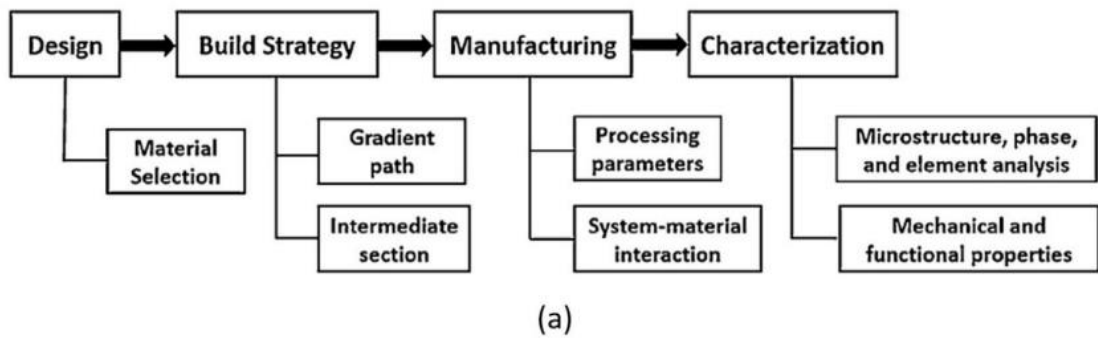 Design
Build Strategy
Manufacturing
Characterization
Material
Selection
Gradient
path
Intermediate
section
Processing
parameters
System-material
interaction
Microstructure, phase,
and element analysis
Mechanical and
functional properties
(a)